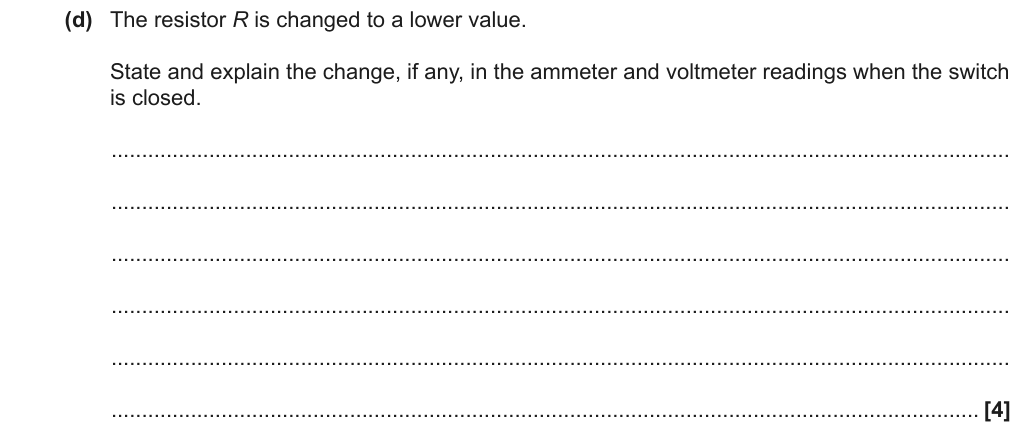 (d) The resistor R is changed to a lower value.
State and explain the change, if any, in the ammeter and voltmeter readings when the switch
is closed.
[4]